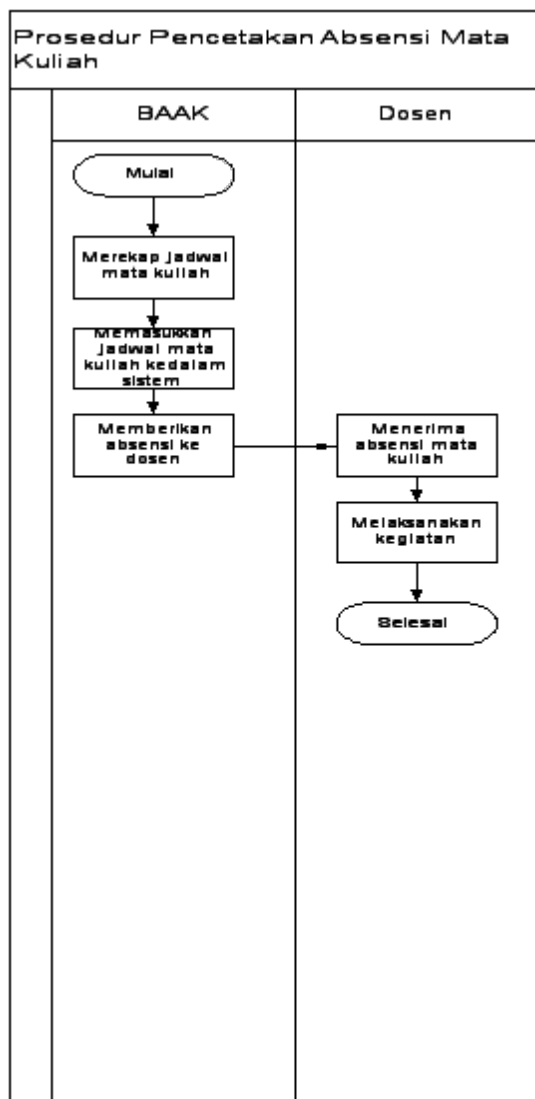 Prosedur Pencetakan Absensi Mata
Kuliah
BAAK
Dosen
Mulai
Merekap jadwal
mata kuliah
Memasukkan
jadwal mata
kuliah kedalam
sistem
Memberikan
absensi ke
dosen
Menerima
absensi mata
kuliah
Melaksanakan
kegiatan
Selesai